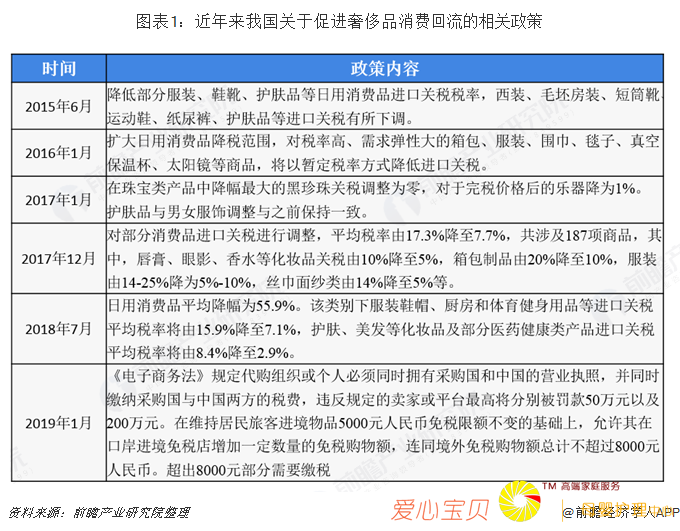 图表1：近年来我国关于促进奢侈品消费回流的相关政策
时间 政策内容
2015年6月 降低部分服装、鞋靴、护肤品等日用消费品进口关税税率，西装、毛坯房装、短筒靴、
运动鞋、纸尿裤、护肤品等进口关税有所下调。
2016年1月 扩大日用消费品降税范围，对税率高、需求弹性大的箱包、服装、围巾、毯子、真空
保温杯、太阳镜等商品，将以暂定税率方式降低进口关税。
2017年1月 在珠宝类产品中降幅最大的黑珍珠关税调整为零，对于完税价格后的乐器降为1%。
护肤品与男女服饰调整与之前保持一致。
2017年12月 对部分消费品进口关税进行调整，平均税率由17.3%降至7.7%，共涉及187项商品，其
中，唇膏、眼影、香水等化妆品关税由10%降至5%，箱包制品由20%降至10%，服装
由14-25%降为5%-10%，丝巾面纱类由14%降至5%等。
2018年7月 日用消费品平均降幅为55.9%。该类别下服装鞋帽、厨房和体育健身用品等进口关税
平均税率将由15.9%降至7.1%，护肤、美发等化妆品及部分医药健康类产品进口关税
平均税率将由8.4%降至2.9%。
2019年1月 《电子商务法》规定代购组织或个人必须同时拥有采购国和中国的营业执照，并同时
缴纳采购国与中国两方的税费，违反规定的卖家或平台最高将分别被罚款50万元以及
200万元。在维持居民旅客进境物品5000元人民币免税限额不变的基础上，允许其在
口岸进境免税店增加一定数量的免税购物额，连同境外免税购物额总计不超过8000元
人民币。超出8000元部分需要缴税
资料来源：前瞻产业研究院整理
爱心宝贝
TM 高端家庭服务
@前瞻经济学人APP